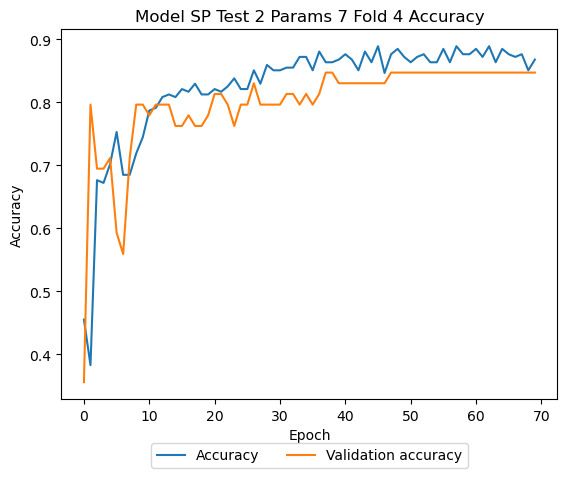 Model SP Test 2 Params 7 Fold 4 Accuracy
0.9
0.8
0.7
0.6
0.5
0.4
Accuracy
0 10 20 30 40 50 60 70
Epoch
Accuracy Validation accuracy